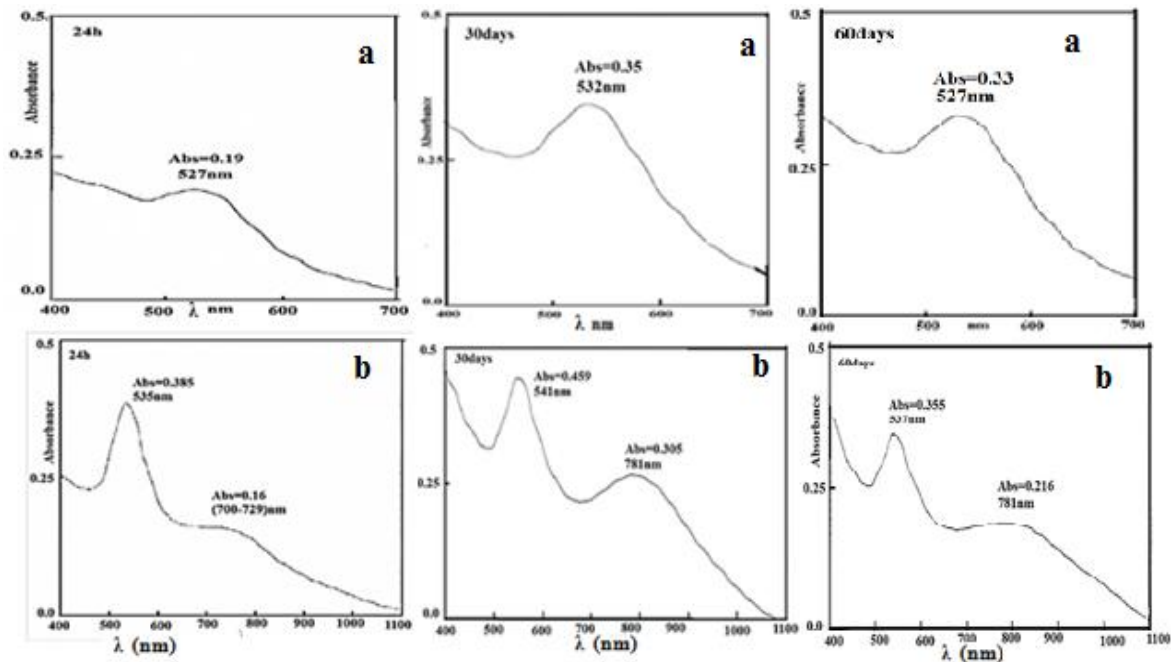 0.5
24h
a
Absorbance
Abs=0.19
527nm
0.25
0.0
400
500
λ nm
600
700
0.5
30days
a
Absorbance
Abs=0.35
532nm
0.25
0.0
400
500
λ nm
600
700
0.5
60days
a
Absorbance
Abs=0.33
527nm
0.25
0.0
400
500
nm
600
700
0.5
24h
b
Absorbance
Abs=0.385
535nm
0.25
Abs=0.16
(700-729)nm
0.0
400 500 600 700 800 900 1000 1100
λ (nm)
0.5
30days
b
Absorbance
Abs=0.459
541nm
Abs=0.305
781nm
0.25
0.0
400 500 600 700 800 900 1000 1100
λ (nm)
0.5
60days
b
Absorbance
Abs=0.355
537nm
Abs=0.216
781nm
0.25
0.0
400 500 600 700 800 900 1000 1100
λ (nm)